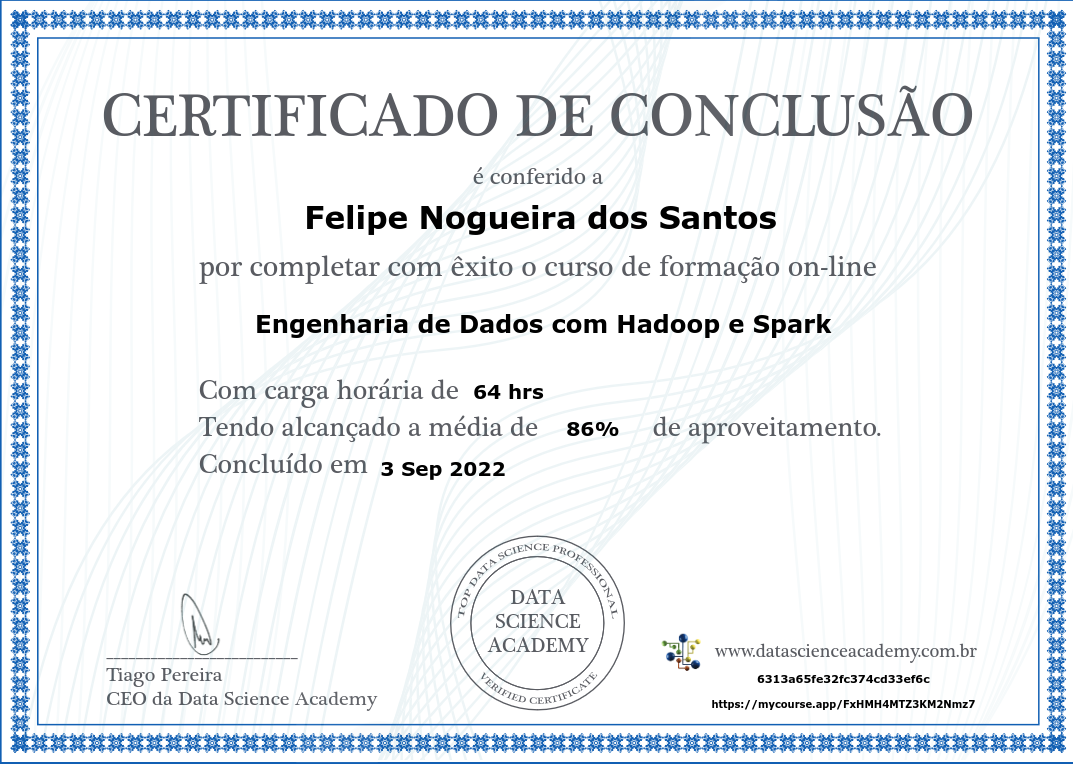 CERTIFICADO DE CONCLUSÃO
é conferido a
Felipe Nogueira dos Santos
por completar com êxito o curso de formação on-line
Engenharia de Dados com Hadoop e Spark
Com carga horária de 64 hrs
Tendo alcançado a média de 86% de aproveitamento.
Concluído em 3 Sep 2022
TOP DATA SCIENCE PROFESSIONAL
DATA
SCIENCE
ACADEMY
VERIFIED CERTIFICATE
Tiago Pereira
CEO da Data Science Academy
www.datascienceacademy.com.br
6313a65fe32fc374cd33ef6c
https://mycourse.app/FxHMH4MTZ3KM2Nmz7